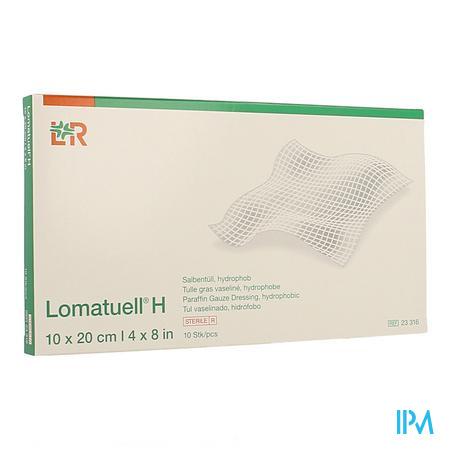 L+R
Lomatuell® H
10 x 20 cm | 4 x 8 in
Salbentüll, hydrophob
Tulle gras vaseliné, hydrophobe
Paraffin Gauze Dressing, hydrophobic
Tul vaselinado, hidrófobo
STERILE R
10 Stk/pcs
REF 23 316
Lomatuell® H
IPM